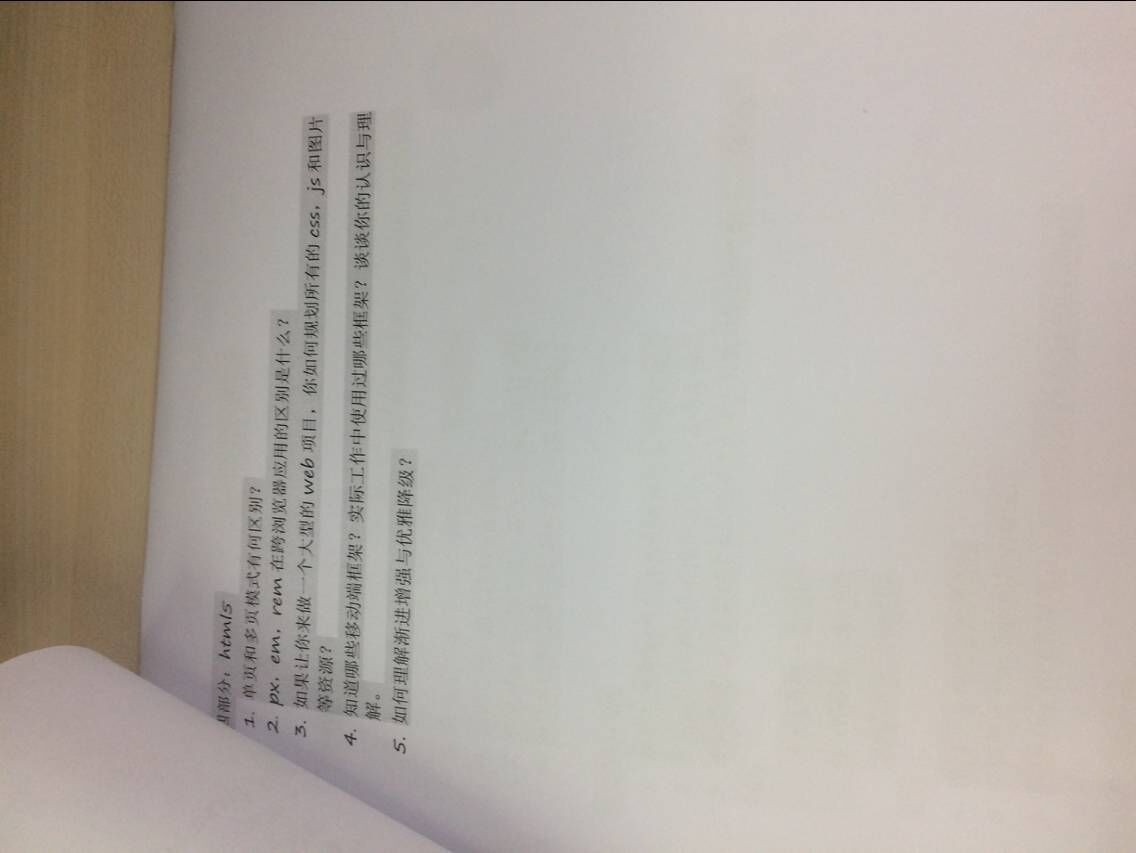 部分：html5
1. 单页和多页模式有何区别？
2. px，em，rem 在跨浏览器应用的区别是什么？
3. 如果让你来做一个大型的 web 项目，你如何规划所有的 css，js 和图片
等资源？
4. 知道哪些移动端框架？实际工作中使用过哪些框架？谈谈你的认识与理
解。
5. 如何理解渐进增强与优雅降级？